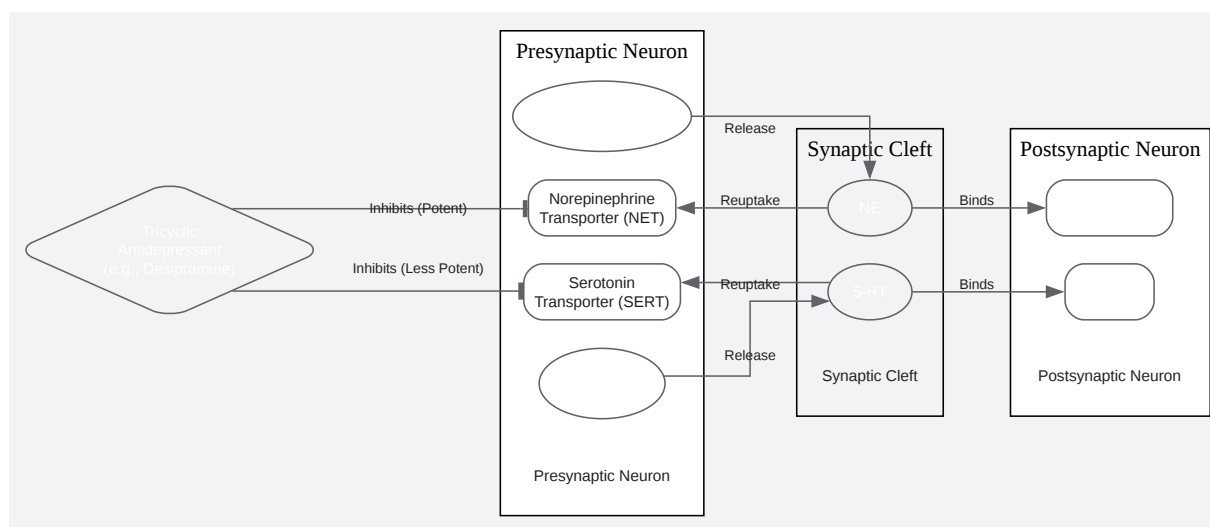 Presynaptic Neuron
Release
Synaptic Cleft
Postsynaptic Neuron
Tricyclic
Antidepressant
(e.g., Desipramine)
Inhibits (Potent)
Norepinephrine
Transporter (NET)
Reuptake
NE
Binds
Inhibits (Less Potent)
Serotonin
Transporter (SERT)
Reuptake
5-HT
Binds
Release
Synaptic Cleft
Postsynaptic Neuron
Presynaptic Neuron